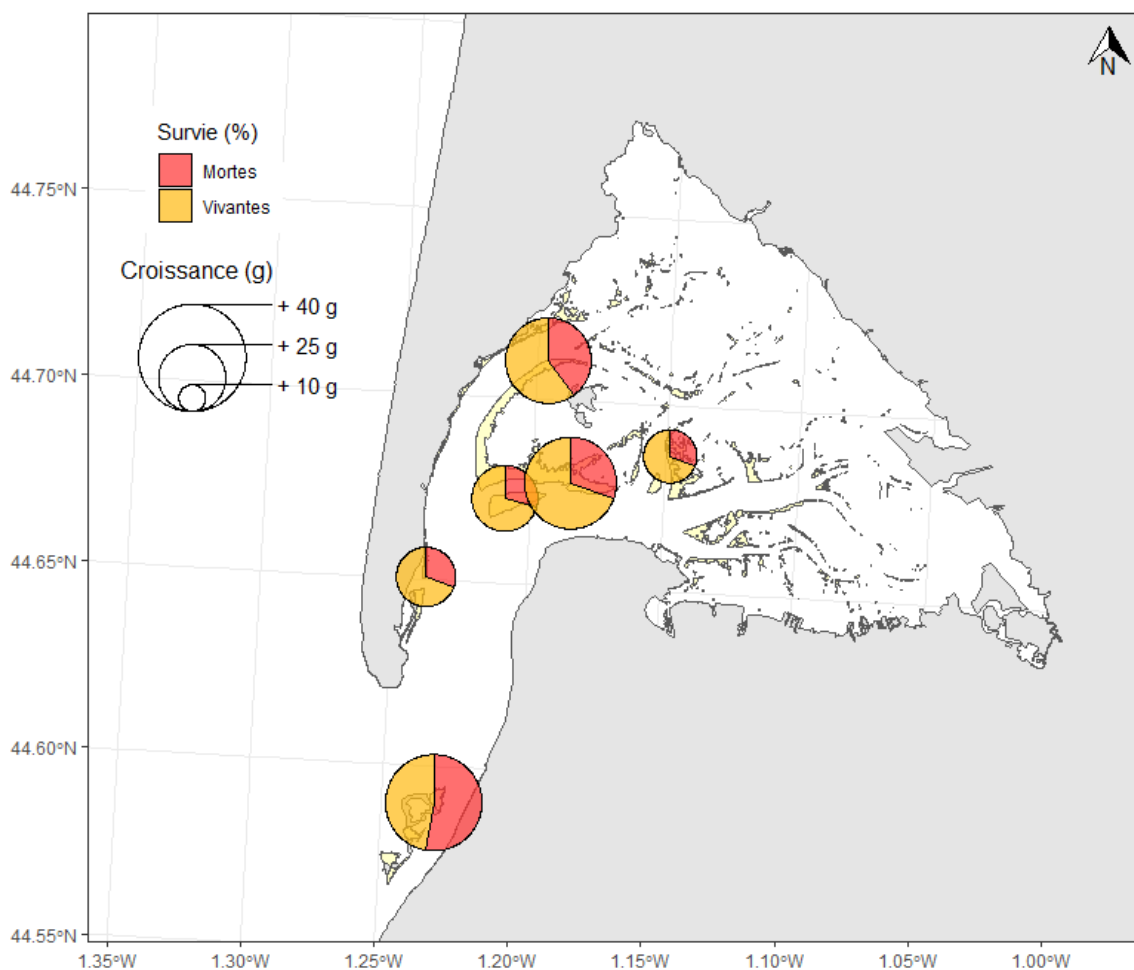 N
Survie (%)
Mortes
Vivantes
Croissance (g)
+ 40 g
+ 25 g
+ 10 g
44.75°N
44.70°N
44.65°N
44.60°N
44.55°N
1.35°W 1.30°W 1.25°W 1.20°W 1.15°W 1.10°W 1.05°W 1.00°W